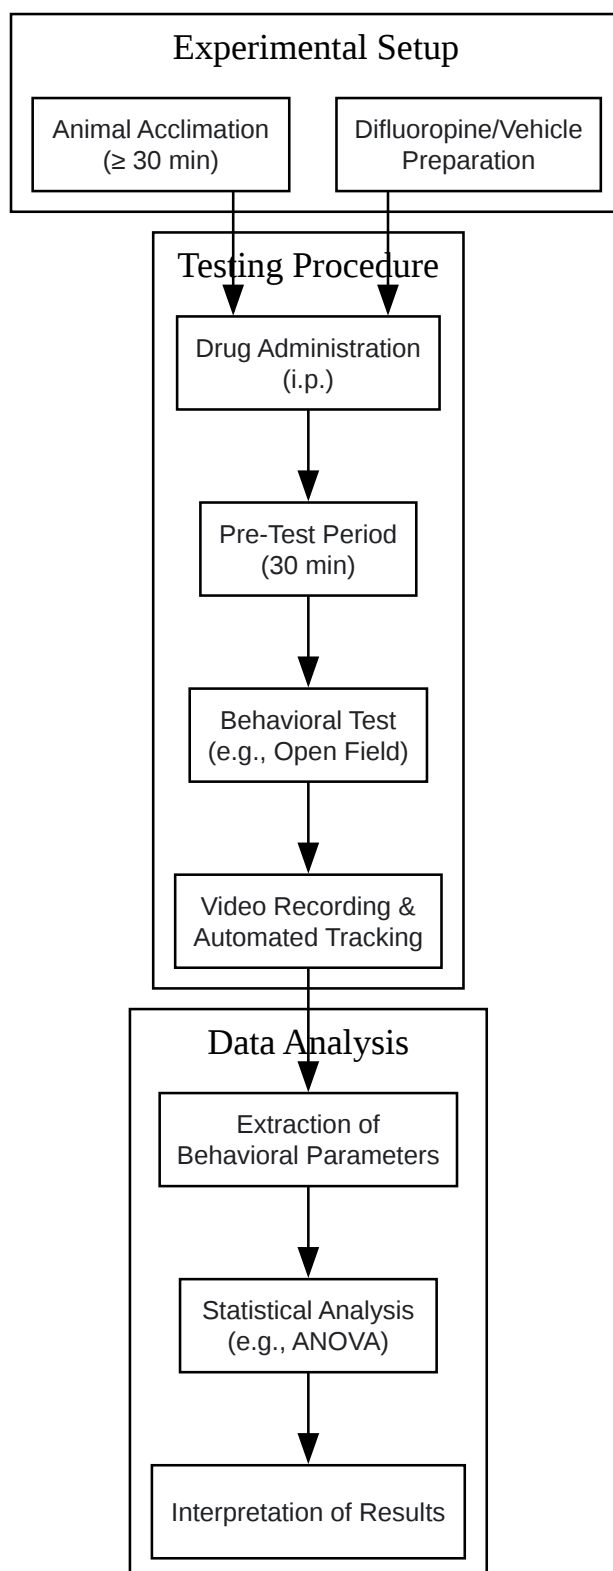 Experimental Setup
Animal Acclimation
(≥ 30 min)
Difluoropine/Vehicle
Preparation
Testing Procedure
Drug Administration
(i.p.)
Pre-Test Period
(30 min)
Behavioral Test
(e.g., Open Field)
Video Recording &
Automated Tracking
Data Analysis
Extraction of
Behavioral Parameters
Statistical Analysis
(e.g., ANOVA)
Interpretation of Results